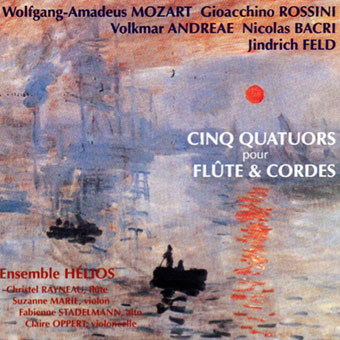 Wolfgang-Amadeus MOZART Gioacchino ROSSINI
Volkmar ANDREAE Nicolas BACRI
Jindrich FELD
CINQ QUATUORS
pour
FLÛTE & CORDES
Ensemble HÉLIOS
Christel RAYNEAU, flûte
Suzanne MARIE, violon
Fabienne STADELMANN, alto
Claire OPPERT, violoncelle